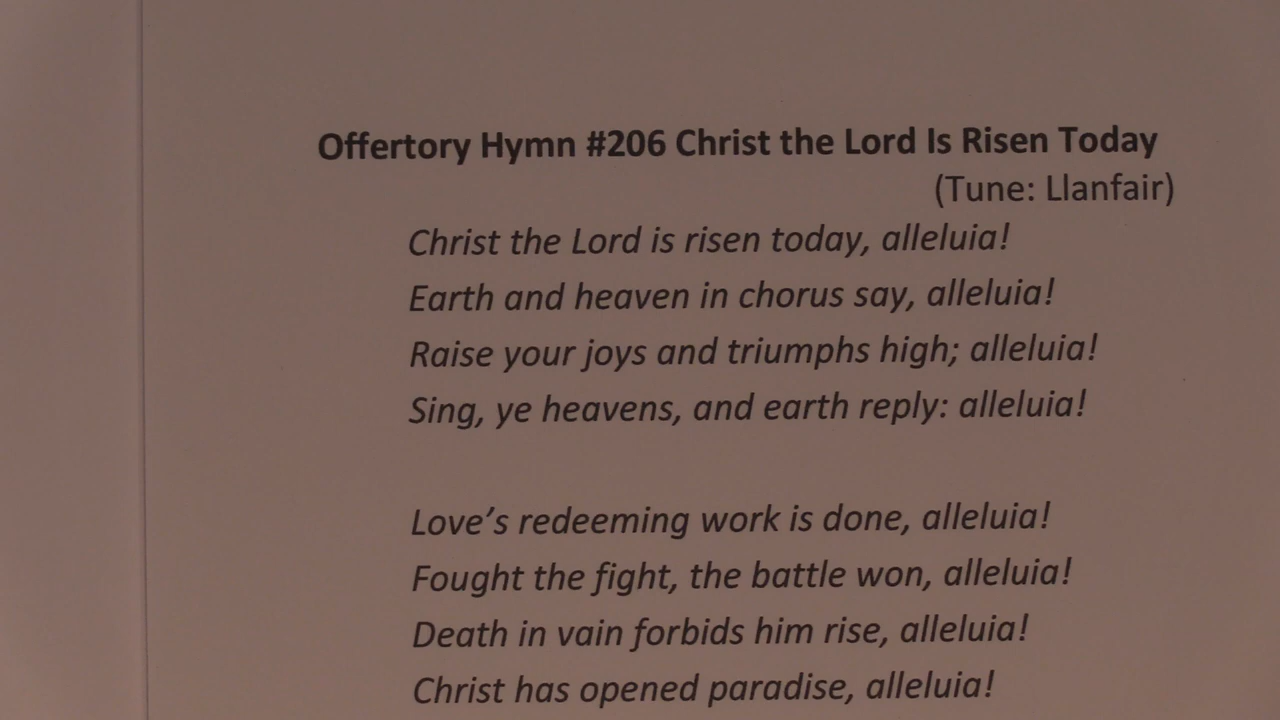 Offertory Hymn #206 Christ the Lord Is Risen Today
(Tune: Llanfair)
Christ the Lord is risen today, alleluia!
Earth and heaven in chorus say, alleluia!
Raise your joys and triumphs high; alleluia!
Sing, ye heavens, and earth reply: alleluia!
Love’s redeeming work is done, alleluia!
Fought the fight, the battle won, alleluia!
Death in vain forbids him rise, alleluia!
Christ has opened paradise, alleluia!